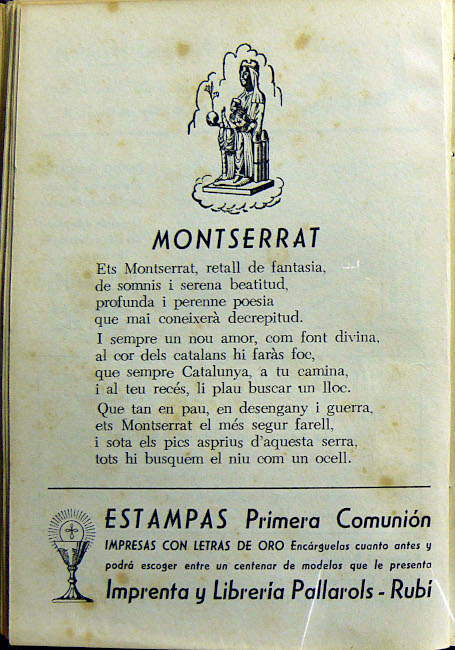 MONTSERRAT
Ets Montserrat, retall de fantasia,
de somnis i serena beatitud,
profunda i perenne poesia
que mai coneixerà decrepitud.
I sempre un nou amor, com font divina,
al cor dels catalans hi faràs foc,
que sempre Catalunya, a tu camina,
i al teu recés, li plau buscar un lloc.
Que tan en pau, en desengany i guerra,
ets Montserrat el més segur farell,
i sota els pics asprius d'aquesta serra,
tots hi busquem el niu com un ocell.
ESTAMPAS Primera Comunión
IMPRESAS CON LETRAS DE ORO Encárguelas cuanto antes y
podrá escoger entre un centenar de modelos que le presenta
Imprenta y Librería Pallarols - Rubí